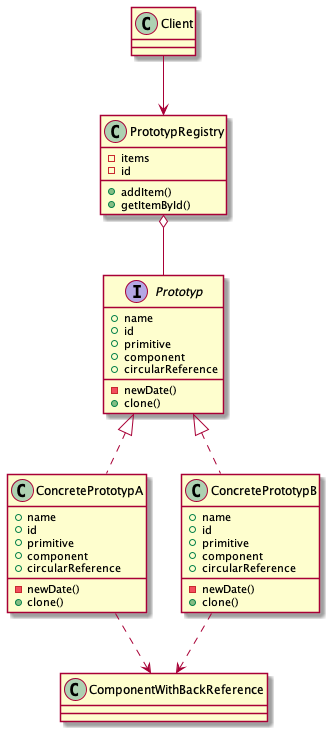 C Client
C PrototypRegistry
items
id
addItem()
getItemById()
I Prototyp
name
id
primitive
component
circularReference
newDate()
clone()
C ConcretePrototypA
name
id
primitive
component
circularReference
newDate()
clone()
C ConcretePrototypB
name
id
primitive
component
circularReference
newDate()
clone()
C ComponentWithBackReference